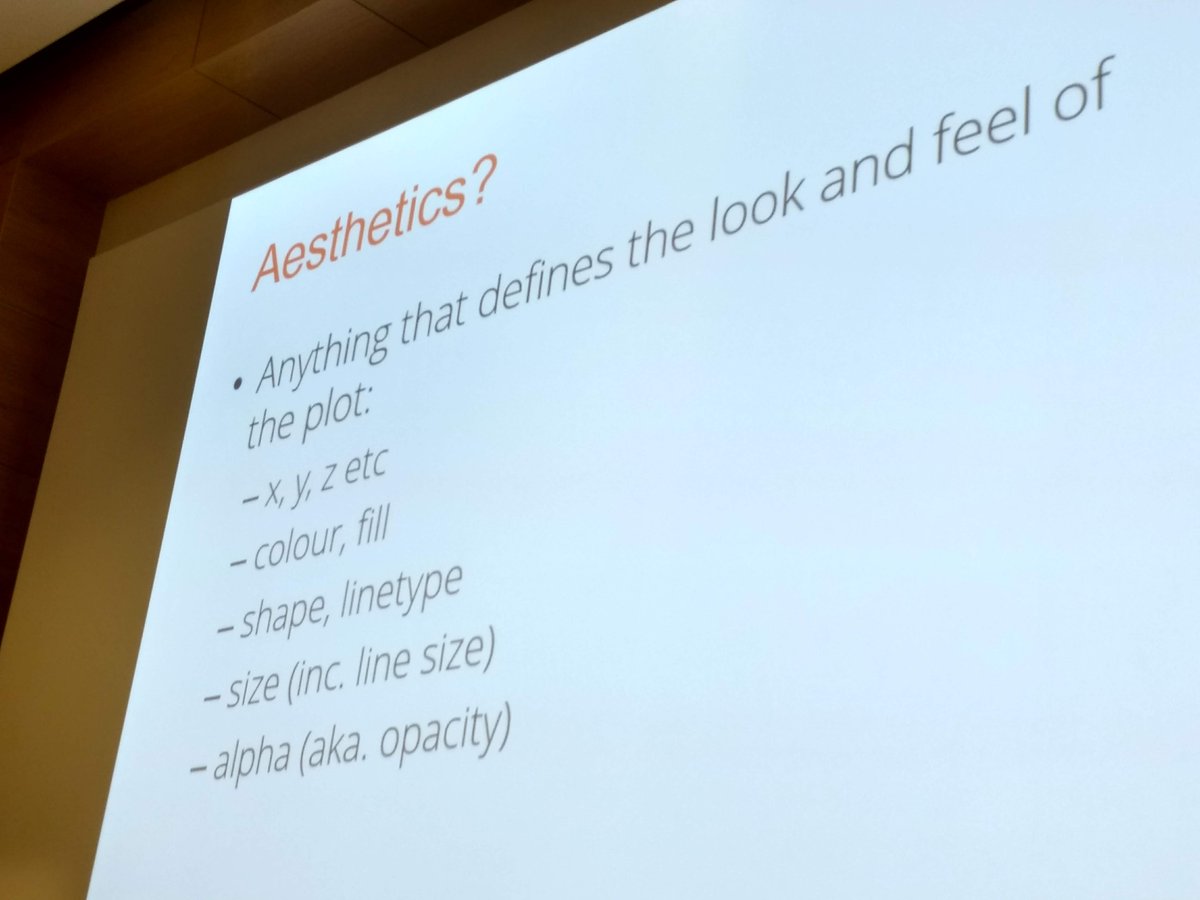 Aesthetics?
• Anything that defines the look and feel of
the plot:
– x, y, z etc
– colour, fill
– shape, linetype
– size (inc. line size)
– alpha (aka. opacity)